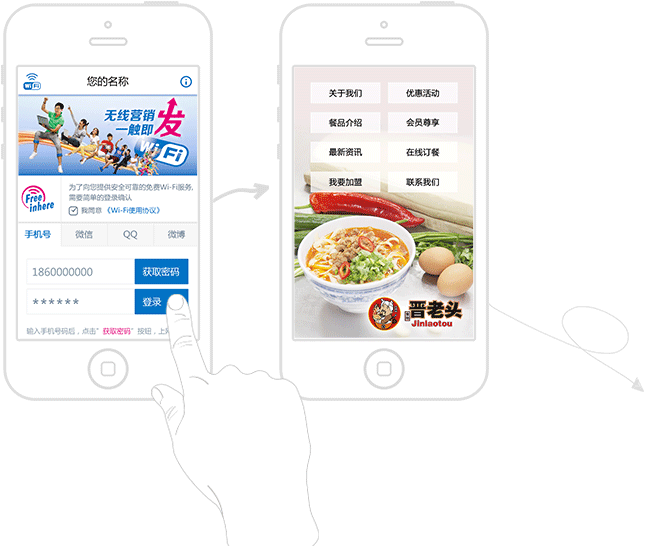 WiFi
您的名称
无线营销
一触即发
WiFi
Free
inhere
为了向您提供安全可靠的免费Wi-Fi服务,
需要简单的登录确认
我同意 《Wi-Fi使用协议》
手机号 微信 QQ 微博
1860000000 获取密码
****** 登录
输入手机号码后，点击"获取密码"按钮，上网
关于我们 优惠活动
餐品介绍 会员尊享
最新资讯 在线订餐
我要加盟 联系我们
晋老头
Jinlaotou